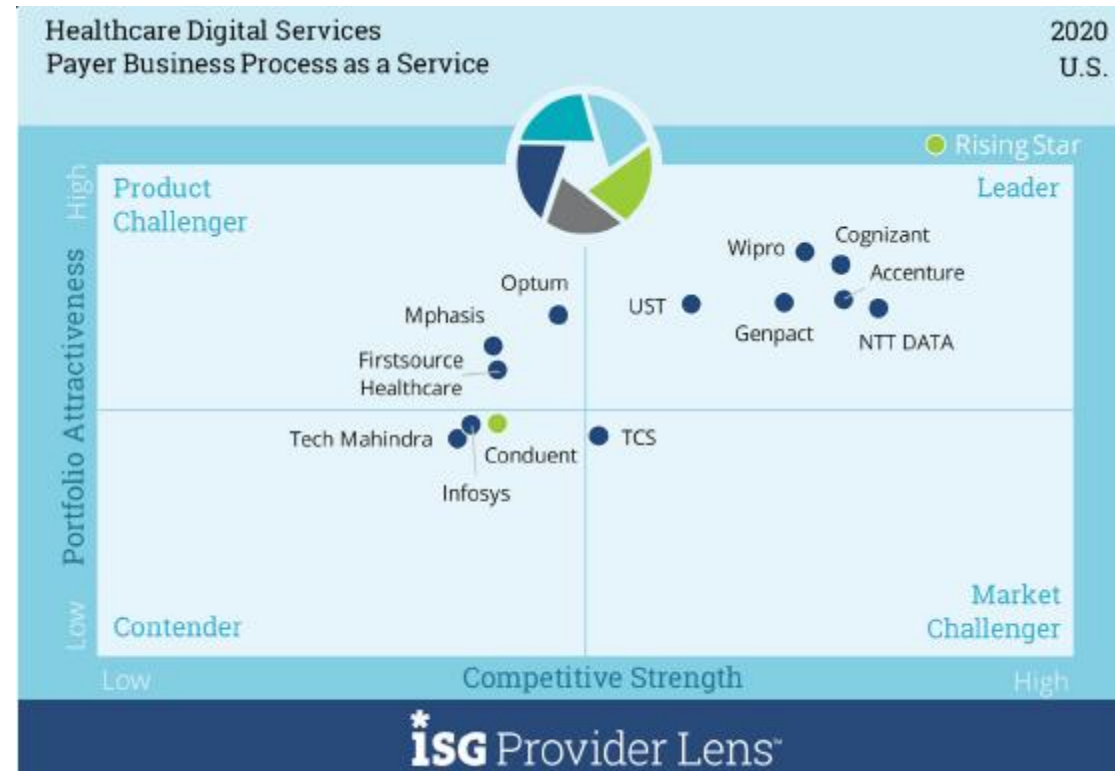 Healthcare Digital Services
Payer Business Process as a Service
2020
U.S.
Rising Star
High
Product
Challenger
Leader
Wipro
Cognizant
Accenture
Optum
UST
Mphasis
Genpact
NTT DATA
Firstsource
Healthcare
Portfolio Attractiveness
Tech Mahindra
Conduent
TCS
Infosys
Low
Contender
Market
Challenger
Low
Competitive Strength
High
*ISG Provider Lens™